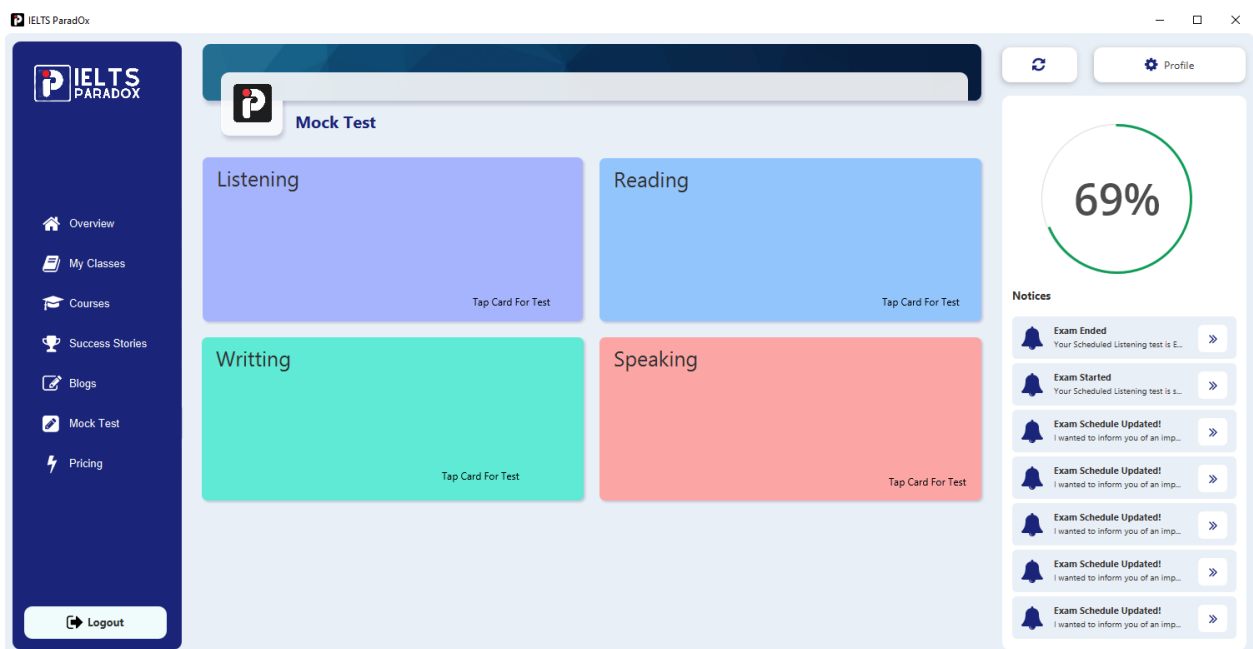 IELTS ParadOx
IELTS
PARADOX
Overview
My Classes
Courses
Success Stories
Blogs
Mock Test
Pricing
Logout
Mock Test
Listening
Tap Card For Test
Reading
Tap Card For Test
Writting
Tap Card For Test
Speaking
Tap Card For Test
Profile
69%
Notices
Exam Ended
Your Scheduled Listening test is E...
Exam Started
Your Scheduled Listening test is s...
Exam Schedule Updated!
I wanted to inform you of an imp...
Exam Schedule Updated!
I wanted to inform you of an imp...
Exam Schedule Updated!
I wanted to inform you of an imp...
Exam Schedule Updated!
I wanted to inform you of an imp...
Exam Schedule Updated!
I wanted to inform you of an imp...